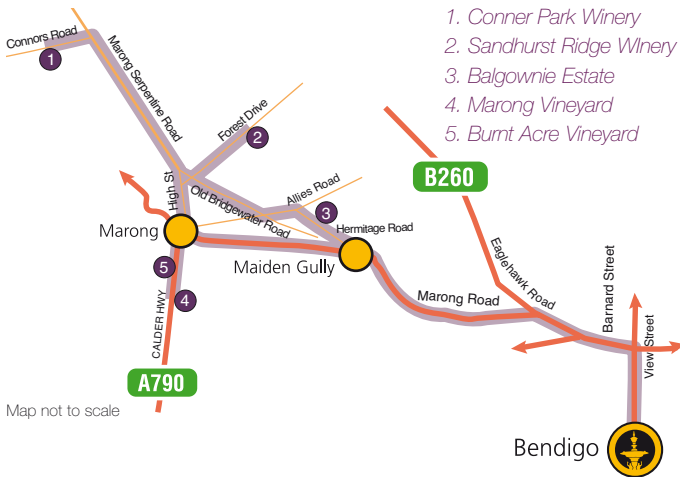 1. Conner Park Winery
2. Sandhurst Ridge WInery
3. Balgownie Estate
4. Marong Vineyard
5. Burnt Acre Vineyard
Connors Road
1
Marong Serpentine Road
Forest Drive
2
B260
High St
Old Bridgewater Road
Allies Road
3
Hermitage Road
Marong
Maiden Gully
5
4
CALDER HWY
Eaglehawk Road
Marong Road
Barnard Street
View Street
A790
Map not to scale
Bendigo